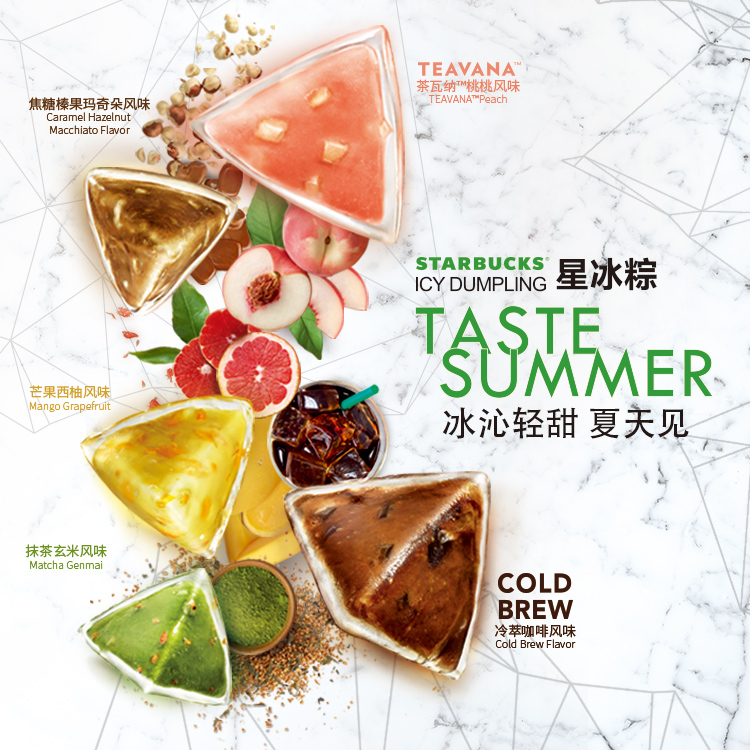 TEAVANA™
茶瓦纳™桃桃风味
TEAVANA™Peach
焦糖榛果玛奇朵风味
Caramel Hazelnut
Macchiato Flavor
STARBUCKS®
ICY DUMPLING
星冰粽
TASTE
SUMMER
冰沁轻甜 夏天见
芒果西柚风味
Mango Grapefruit
抹茶玄米风味
Matcha Genmai
COLD
BREW
冷萃咖啡风味
Cold Brew Flavor